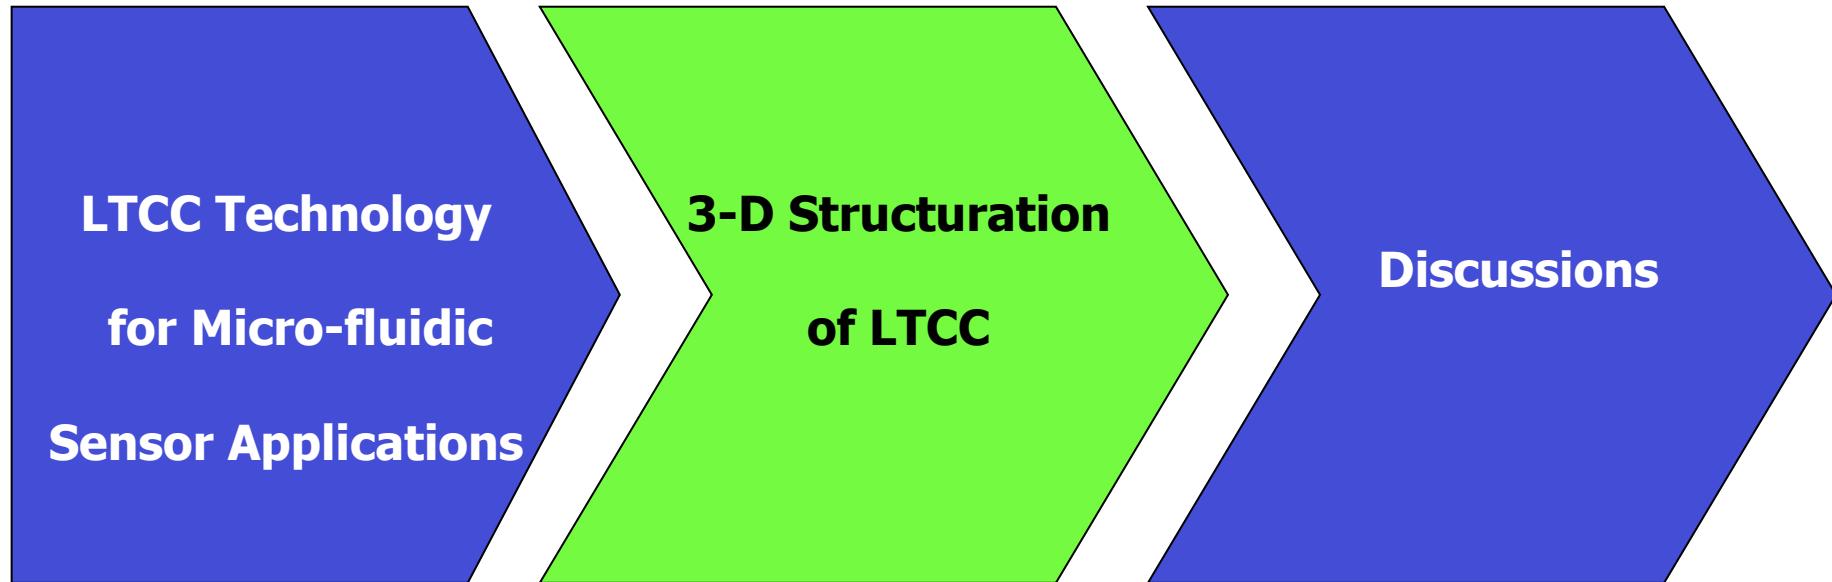 LTCC Technology
for Micro-fluidic
Sensor Applications
3-D Structuration
of LTCC
Discussions